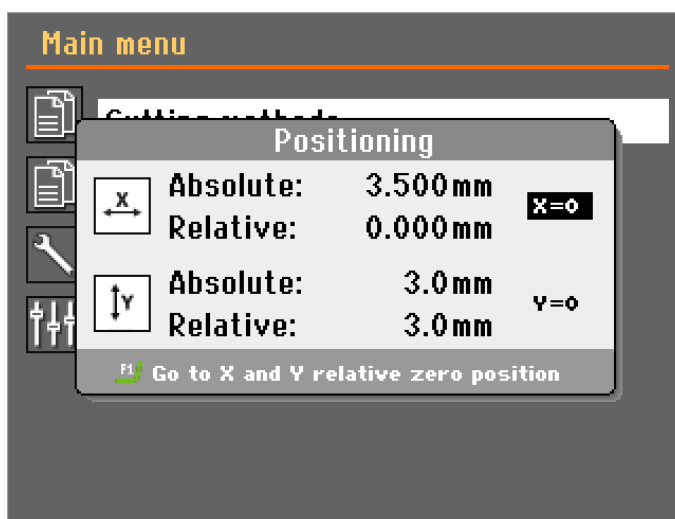 Main menu
Positioning
X
Absolute: 3.500mm
Relative: 0.000mm
X=0
Y
Absolute: 3.0mm
Relative: 3.0mm
Y=0
F1 Go to X and Y relative zero position